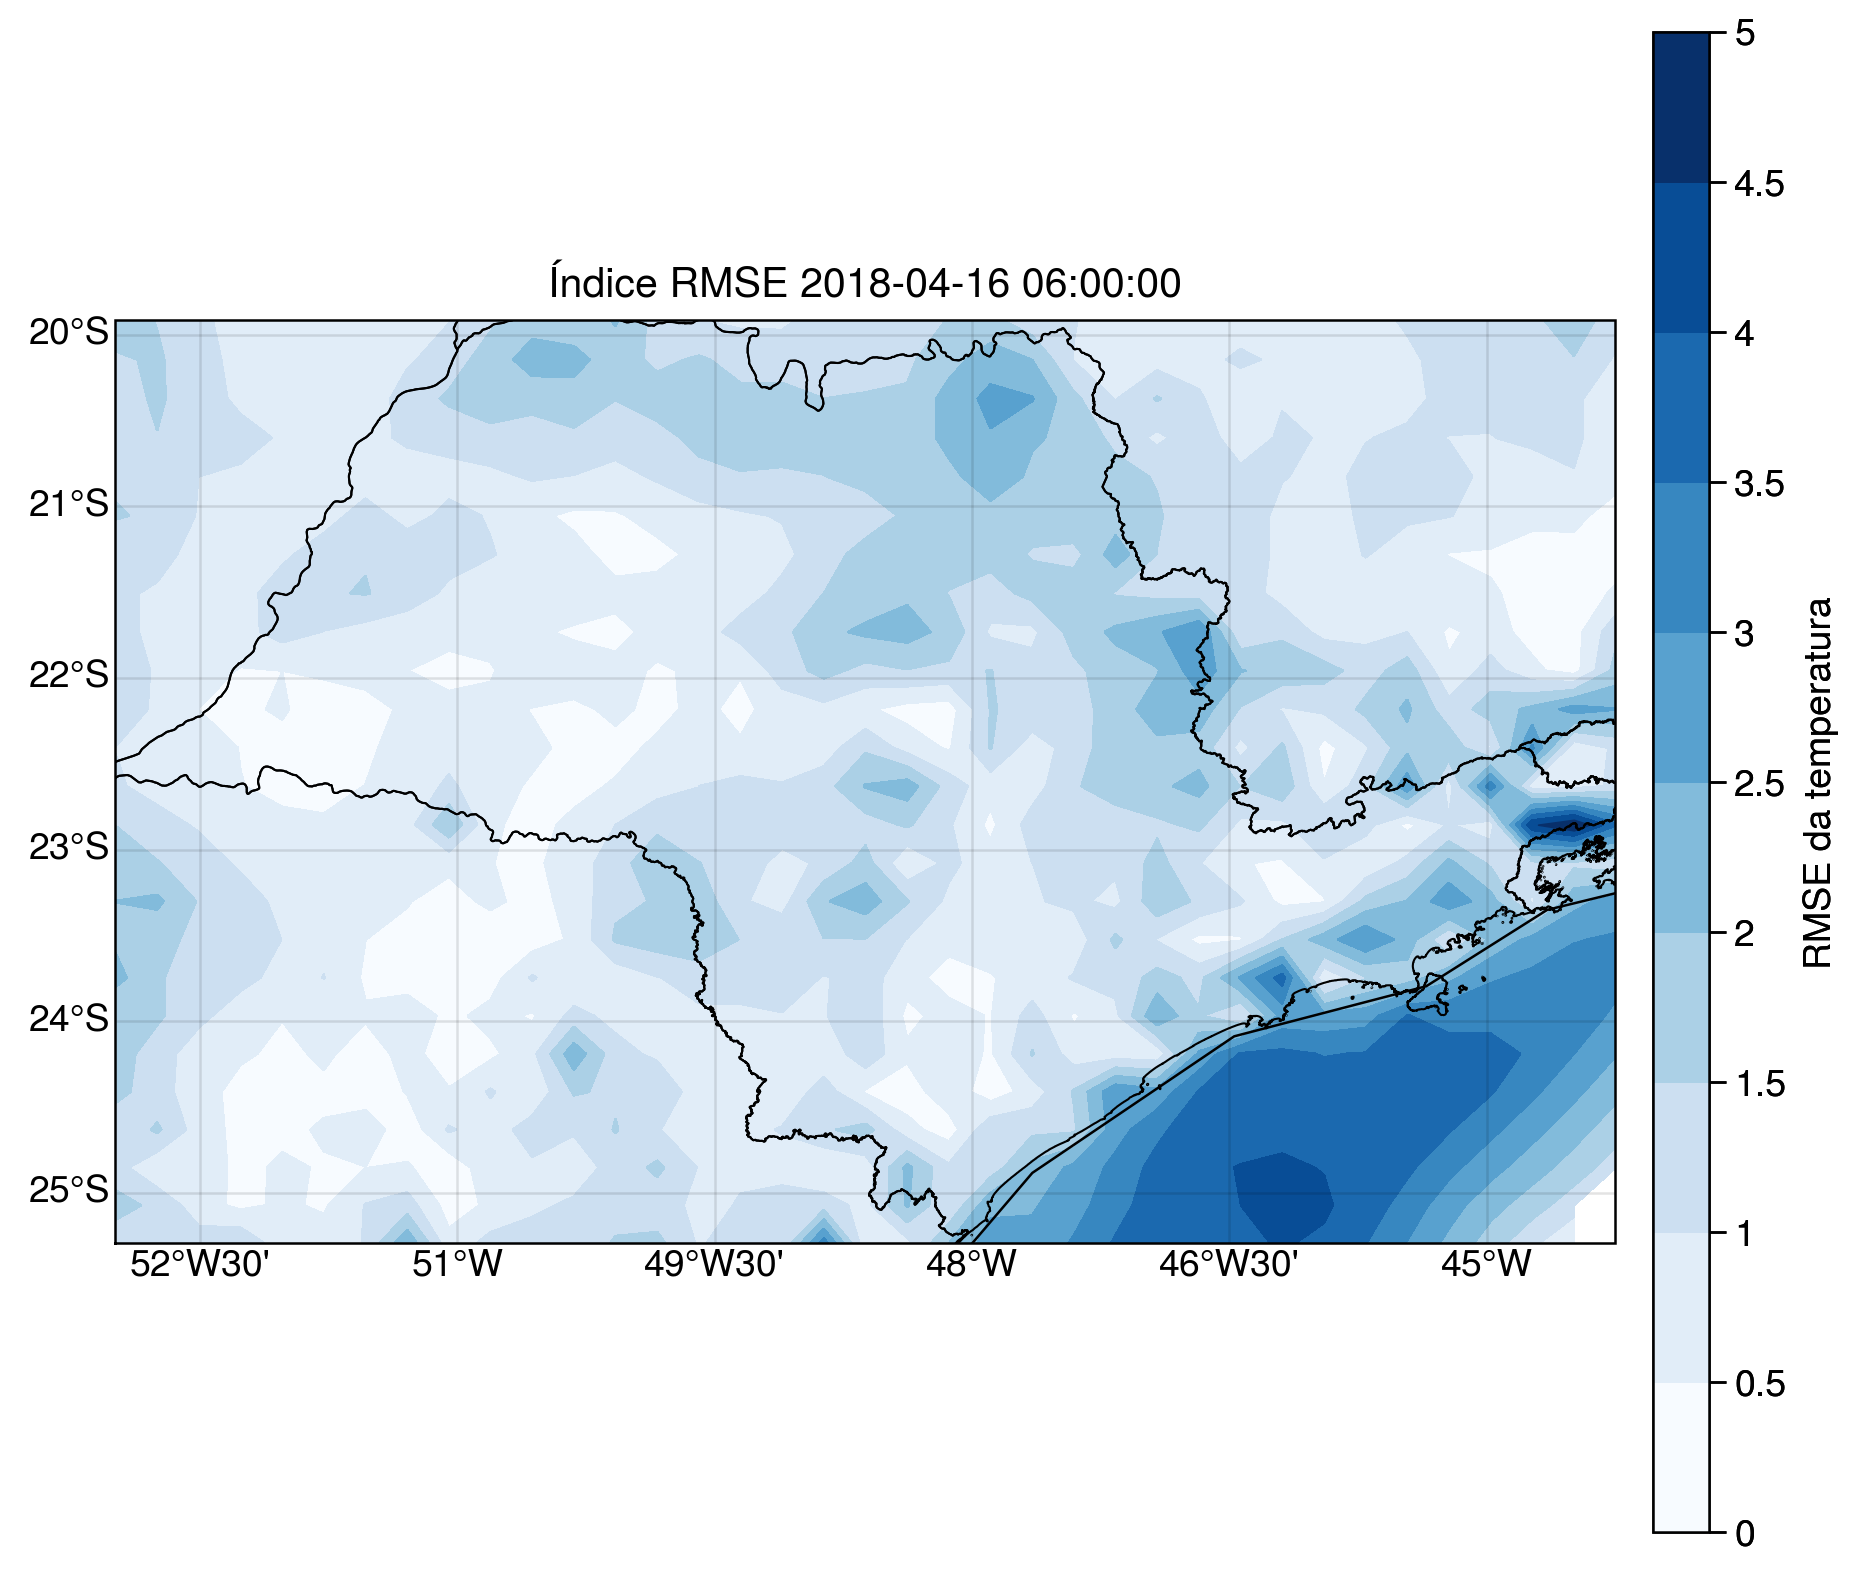 Índice RMSE 2018-04-16 06:00:00
20°S
21°S
22°S
23°S
24°S
25°S
52°W30'
51°W
49°W30'
48°W
46°W30'
45°W
5
4.5
4
3.5
3
2.5
2
1.5
1
0.5
0
RMSE da temperatura